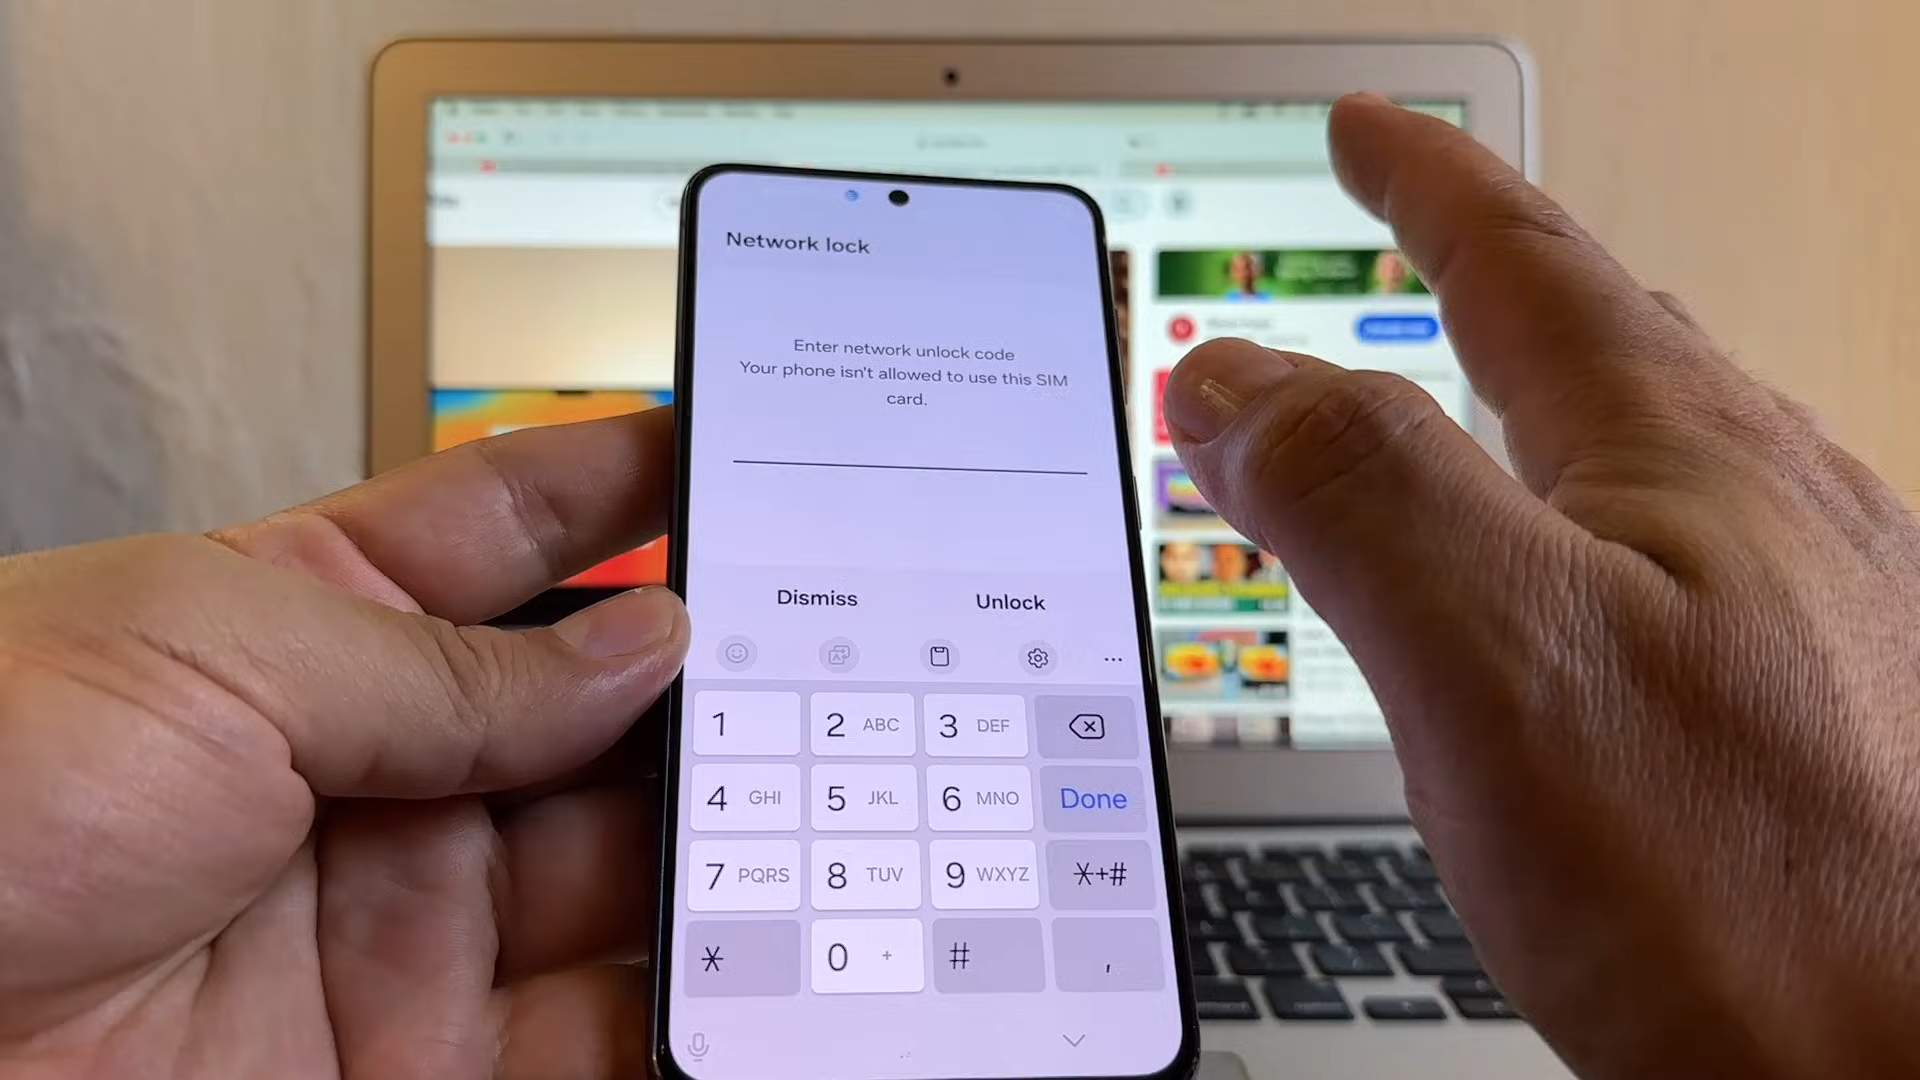 Network lock
Enter network unlock code
Your phone isn't allowed to use this SIM
card.
Dismiss Unlock
...
1 2 ABC 3 DEF
4 GHI 5 JKL 6 MNO Done
7 PQRS 8 TUV 9 WXYZ *+#
* 0 + # ,